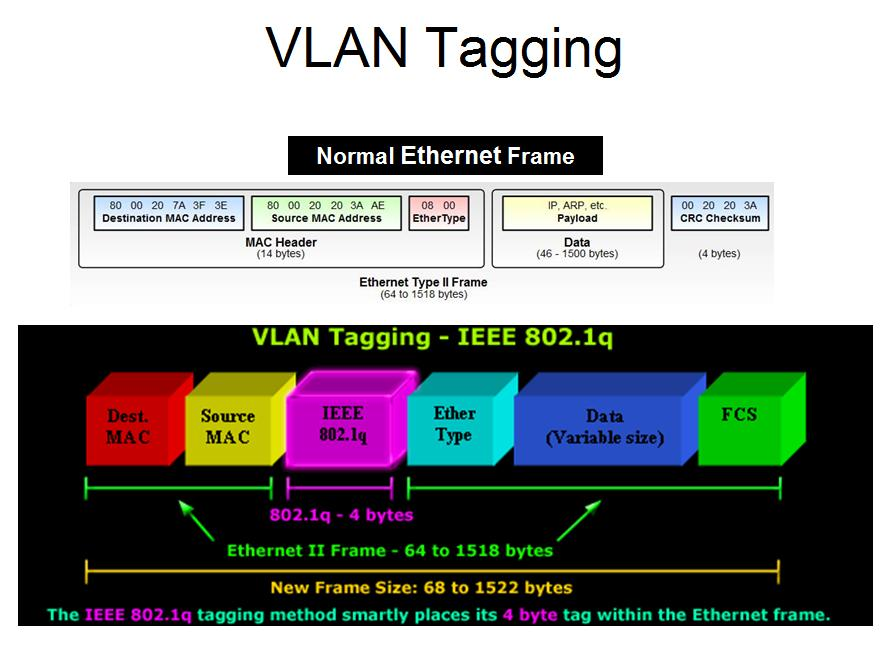 VLAN Tagging
Normal Ethernet Frame
80 00 20 7A 3F 3E
Destination MAC Address
80 00 20 20 3A AE
Source MAC Address
08 00
EtherType
IP, ARP, etc.
Payload
00 20 20 3A
CRC Checksum
MAC Header
(14 bytes)
Data
(46 - 1500 bytes)
(4 bytes)
Ethernet Type II Frame
(64 to 1518 bytes)
VLAN Tagging - IEEE 802.1q
Dest.
MAC
Source
MAC
IEEE
802.1q
Ether
Type
Data
(Variable size)
FCS
802.1q - 4 bytes
Ethernet II Frame - 64 to 1518 bytes
New Frame Size: 68 to 1522 bytes
The IEEE 802.1q tagging method smartly places its 4 byte tag within the Ethernet frame.